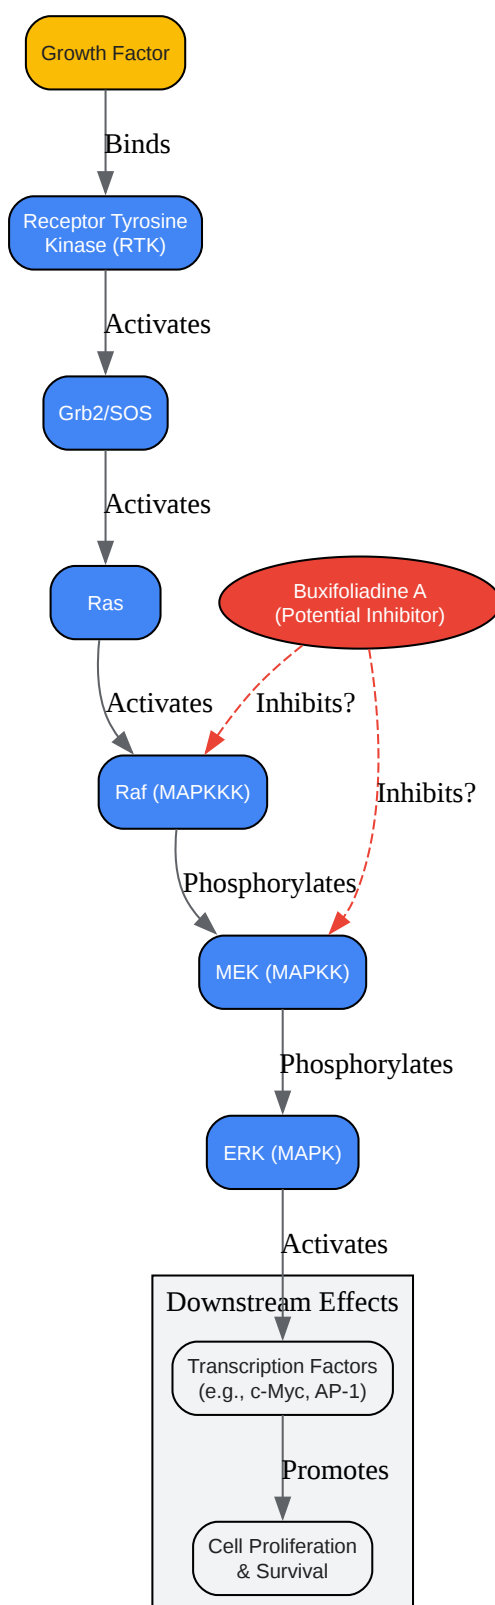 Growth Factor
Binds
Receptor Tyrosine
Kinase (RTK)
Activates
Grb2/SOS
Activates
Ras
Buxifoliadine A
(Potential Inhibitor)
Activates
Inhibits?
Raf (MAPKKK)
Inhibits?
Phosphorylates
MEK (MAPKK)
Phosphorylates
ERK (MAPK)
Activates
Downstream Effects
Transcription Factors
(e.g., c-Myc, AP-1)
Promotes
Cell Proliferation
& Survival